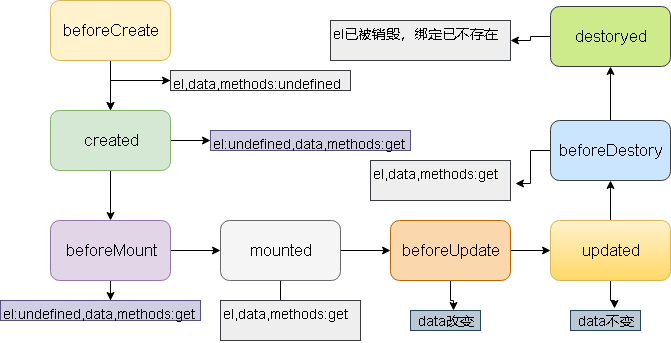 beforeCreate
el已被销毁，绑定已不存在
destoryed
el,data,methods:undefined
created
el:undefined,data,methods:get
beforeDestory
el,data,methods:get
beforeMount
mounted
beforeUpdate
updated
el:undefined,data,methods:get
el,data,methods:get
data改变
data不变